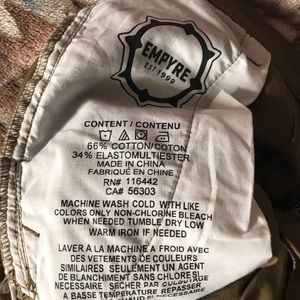 EMPYRE
EST 1999
CONTENT / CONTENU
66% COTTON/COTON
34% ELASTOMULTIESTER
MADE IN CHINA
FABRIQUÉ EN CHINE
RN# 116442
CA# 56303
MACHINE WASH COLD WITH LIKE
COLORS ONLY NON-CHLORINE BLEACH
WHEN NEEDED TUMBLE DRY LOW
WARM IRON IF NEEDED
LAVER A LA MACHINE A FROID AVEC
DES VETEMENTS DE COULEURS
SIMILAIRES SEULEMENT UN AGENT
DE BLANCHIMENT SANS CHLORE SI
NECESSAIRE SECHER PAR
A BASSE TEMPERATURE REPASSER
CHAUD SI NECESSAIRE